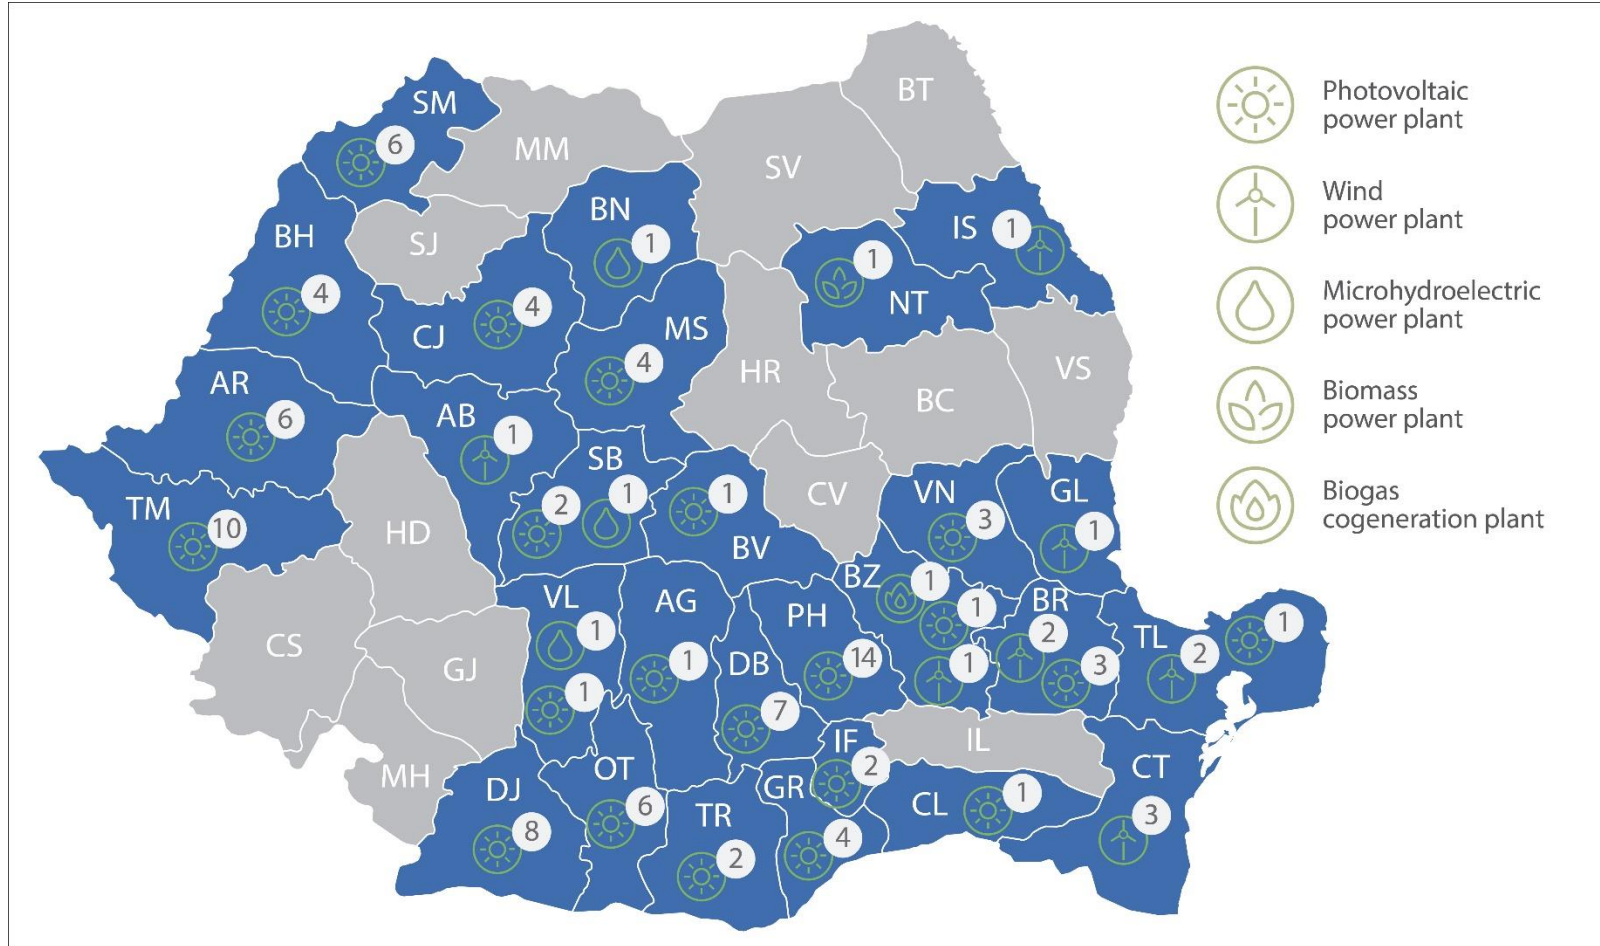 BT
SM
Photovoltaic
power plant
6
MM
SV
Wind
power plant
BN
IS
1
BH
SJ
1
1
NT
4
4
CJ
MS
Microhydroelectric
power plant
4
HR
VS
AR
6
AB
1
BC
Biomass
power plant
SB
2
1
1
BV
CV
VN
3
GL
1
Biogas
cogeneration plant
TM
10
HD
BZ
1
1
1
BR
2
3
TL
2
1
VL
1
1
AG
1
PH
14
DB
7
CS
GJ
IF
2
IL
CT
3
MH
DJ
8
OT
6
TR
2
GR
4
CL
1